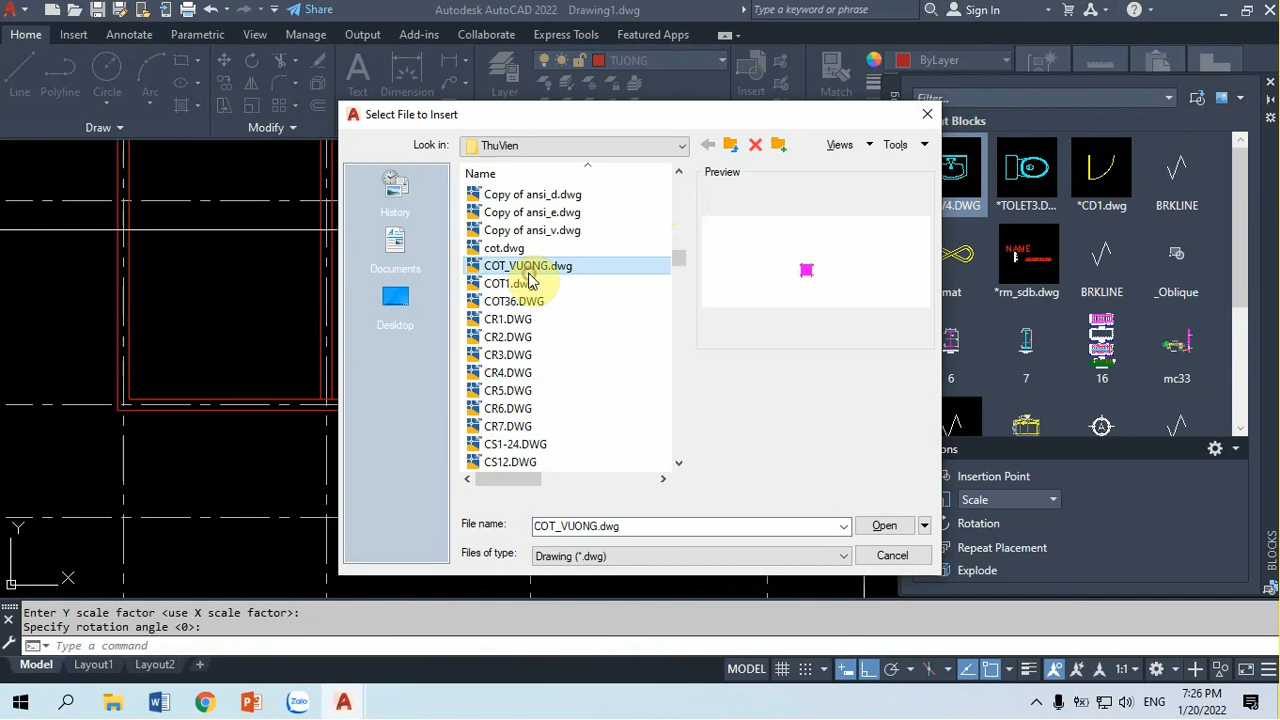 Share
Autodesk AutoCAD 2022 Drawing1.dwg
Type a keyword or phrase
Sign In
Home
Insert
Annotate
Parametric
View
Manage
Output
Add-ins
Collaborate
Express Tools
Featured Apps
Line
Polyline
Circle
Arc
Text
Dimension
Layer
TUONG
Insert
Match
ByLayer
Draw
Modify
Filter...
Select File to Insert
Look in:
ThuVien
Views
Tools
History
Documents
Desktop
Name
Copy of ansi_d.dwg
Copy of ansi_e.dwg
Copy of ansi_v.dwg
cot.dwg
COT_VUONG.dwg
COT1.dwg
COT36.DWG
CR1.DWG
CR2.DWG
CR3.DWG
CR4.DWG
CR5.DWG
CR6.DWG
CR7.DWG
CS1-24.DWG
CS12.DWG
Preview
File name:
COT_VUONG.dwg
Open
Files of type:
Drawing (*.dwg)
Cancel
nt Blocks
/4.DWG
*TOLET3.D...
*CD1.dwg
BRKLINE
NAME
mat
*rm_sdb.dwg
BRKLINE
_Oblique
6
7
16
mc33
ons
Insertion Point
Scale
Rotation
Repeat Placement
Explode
BLOCKS
Y
X
Enter Y scale factor <use X scale factor>:
Specify rotation angle <0>:
Type a command
Model
Layout1
Layout2
MODEL
1:1
ENG
7:26 PM
1/20/2022